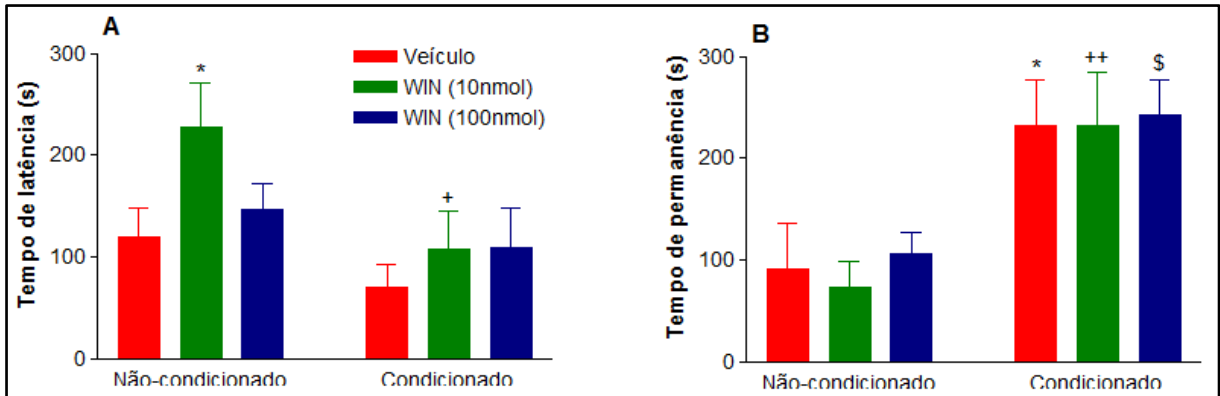 A
Tempo de latência (s)
300
200
100
0
*
+
Veículo
WIN (10nmol)
WIN (100nmol)
Não-condicionado
Condicionado
B
Tempo de permanência (s)
300
200
100
0
*
++
$
Não-condicionado
Condicionado